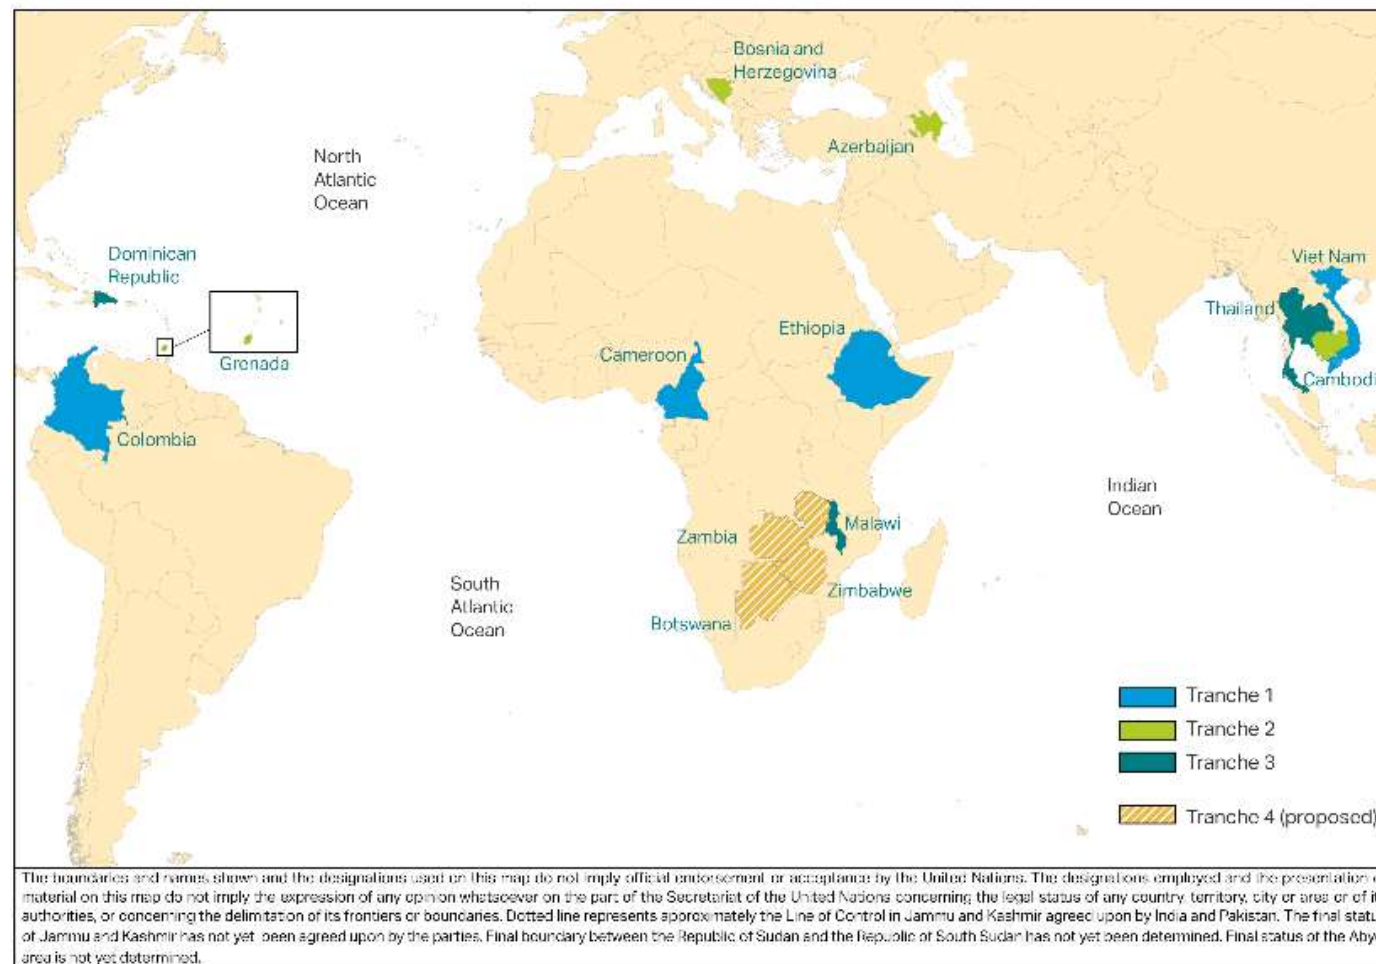 Bosnia and
Herzegovina
Azerbaijan
North
Atlantic
Ocean
Dominican
Republic
Viet Nam
Thailand
Ethiopia
Cameroon
Grenada
Cambodi
Colombia
Indian
Ocean
Malawi
Zambia
South
Atlantic
Ocean
Zimbabwe
Botswana
Tranche 1
Tranche 2
Tranche 3
Tranche 4 (proposed)
The boundaries and names shown and the designations used on this map do not imply official endorsement or acceptance by the United Nations. The designations employed and the presentation
material on this map do not imply the expression of any opinion whatsoever on the part of the Secretariat of the United Nations concerning the legal status of any country, territory, city or area or of it
authorities, or concerning the delimitation of its frontiers or boundaries. Dotted line represents approximately the Line of Control in Jammu and Kashmir agreed upon by India and Pakistan. The final statu
of Jammu and Kashmir has not yet been agreed upon by the parties. Final boundary between the Republic of Sudan and the Republic of South Sudan has not yet been determined. Final status of the Aby
area is not yet determined.